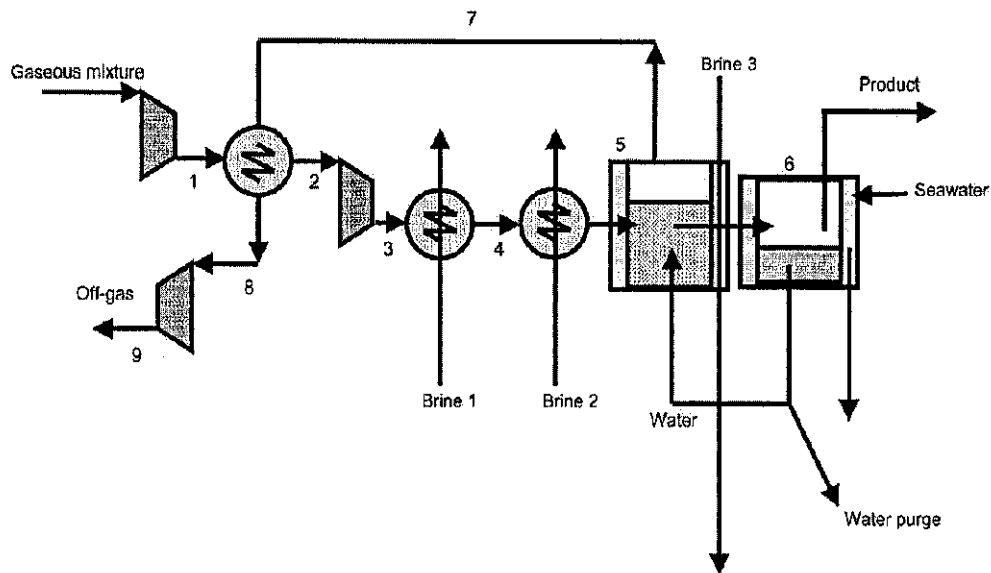 7
Gaseous mixture
Brine 3
Product
1
2
5
6
Seawater
3
4
8
Off-gas
9
Brine 1
Brine 2
Water
Water purge